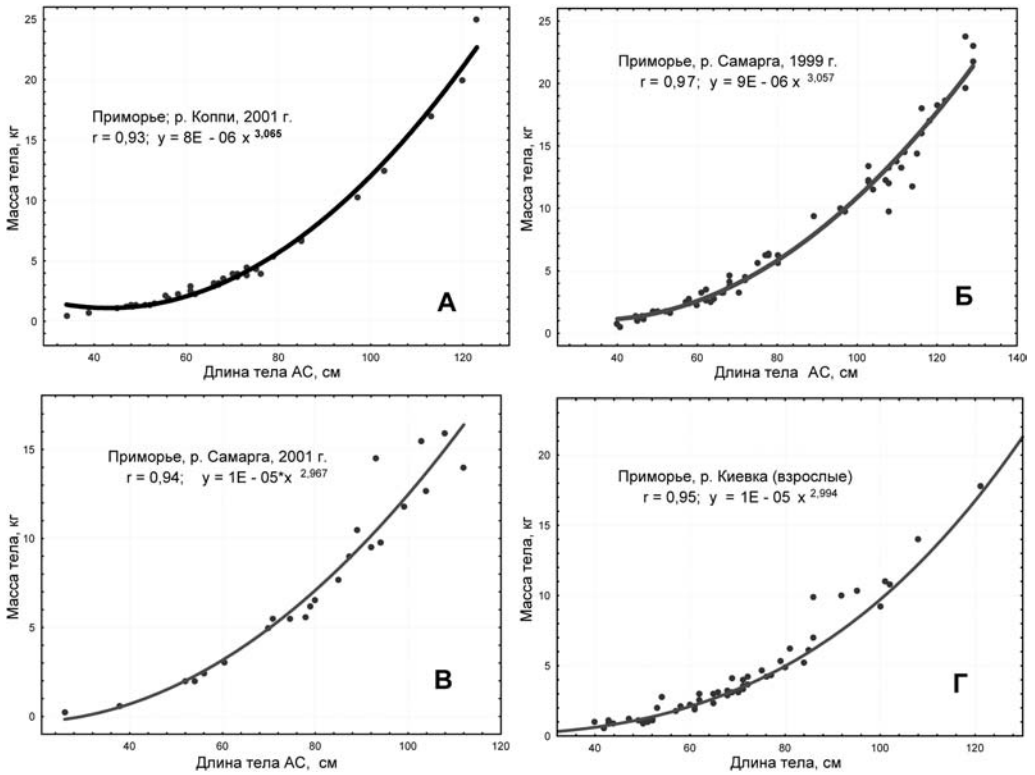 25
20
15
10
5
0
Масса тела, кг
Приморье; р. Коппи, 2001 г.
r = 0,93; y = 8E - 06 x 3,065
А
40 60 80 100 120
Длина тела АС, см
25
20
15
10
5
0
Масса тела, кг
Приморье, р. Самарга, 1999 г.
r = 0,97; y = 9E - 06 x 3,057
Б
20 40 60 80 100 120 1400
Длина тела АС, см
15
10
5
0
Масса тела, кг
Приморье, р. Самарга, 2001 г.
r = 0,94; y = 1E - 05*x 2,967
В
40 60 80 100 120
Длина тела АС, см
20
15
10
5
0
Масса тела, кг
Приморье, р. Киевка (взрослые)
r = 0,95; y = 1E - 05 x 2,994
Г
40 60 80 100 120
Длина тела, см